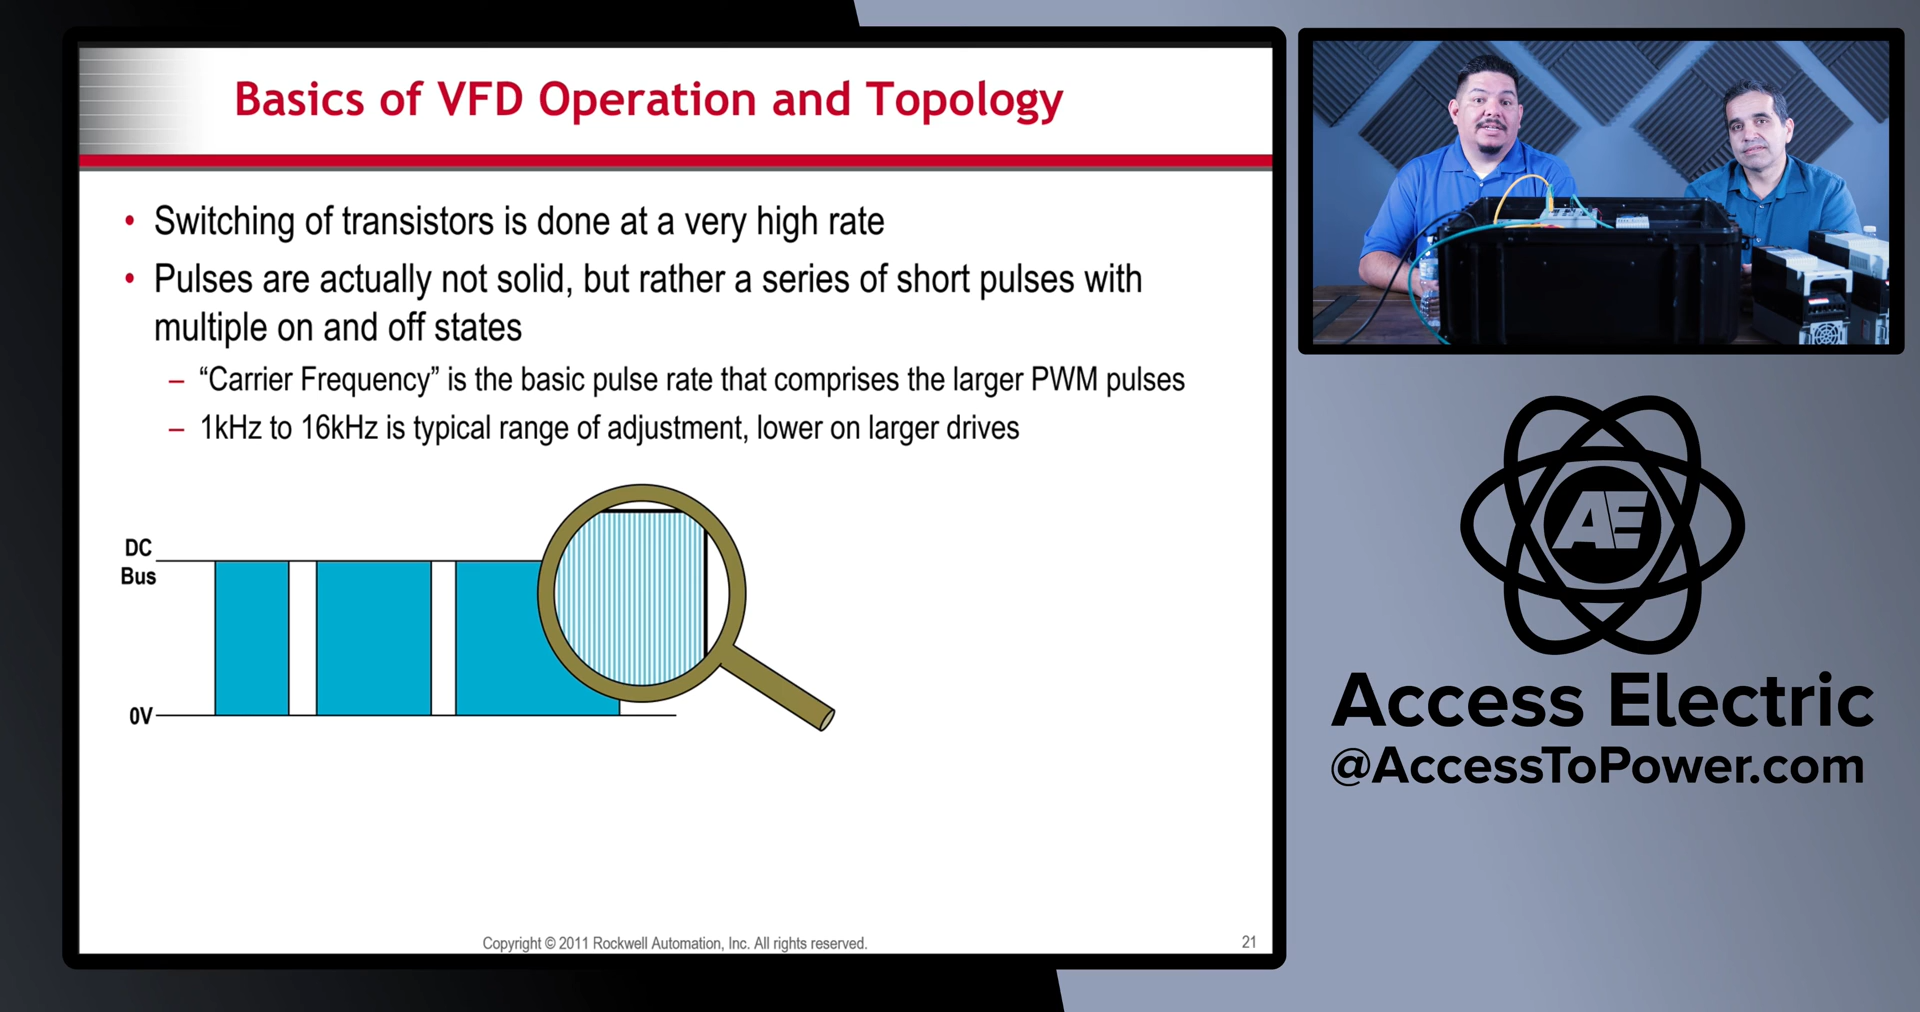 Basics of VFD Operation and Topology
• Switching of transistors is done at a very high rate
• Pulses are actually not solid, but rather a series of short pulses with
multiple on and off states
– “Carrier Frequency” is the basic pulse rate that comprises the larger PWM pulses
– 1kHz to 16kHz is typical range of adjustment, lower on larger drives
DC
Bus
0V
Copyright © 2011 Rockwell Automation, Inc. All rights reserved.
21
AE
Access Electric
@AccessToPower.com